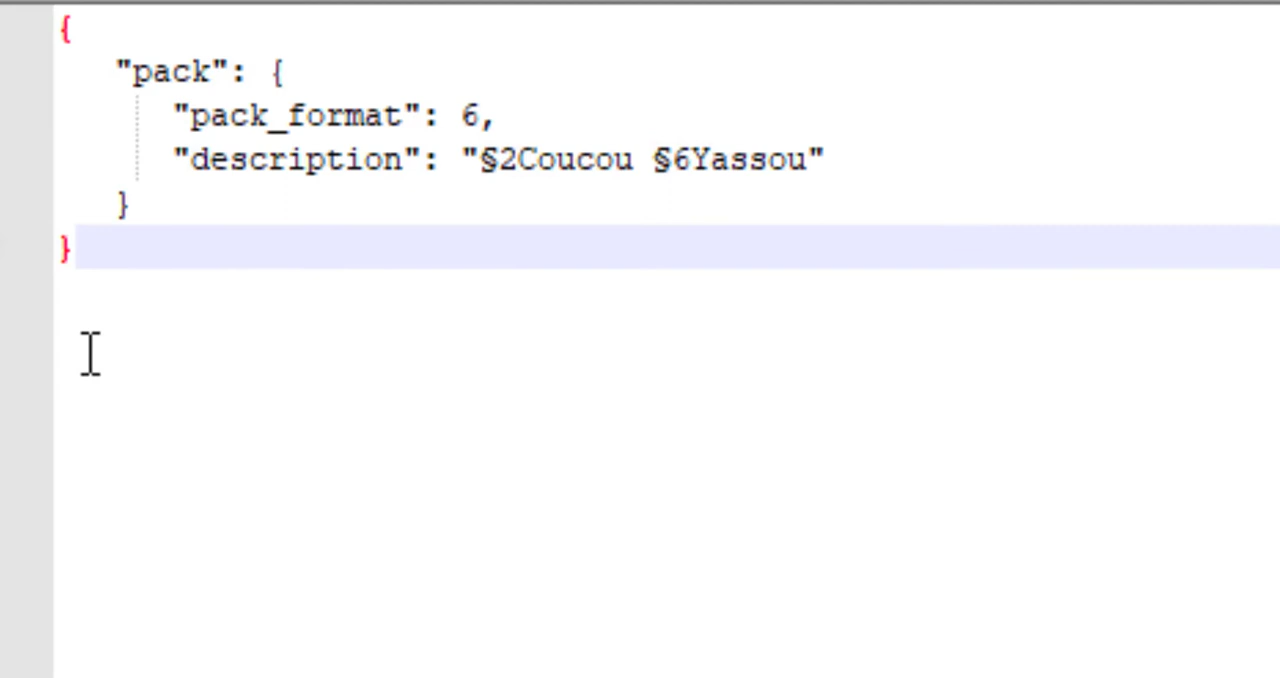 {
"pack": {
"pack_format": 6,
"description": "§2Coucou §6Yassou"
}
}